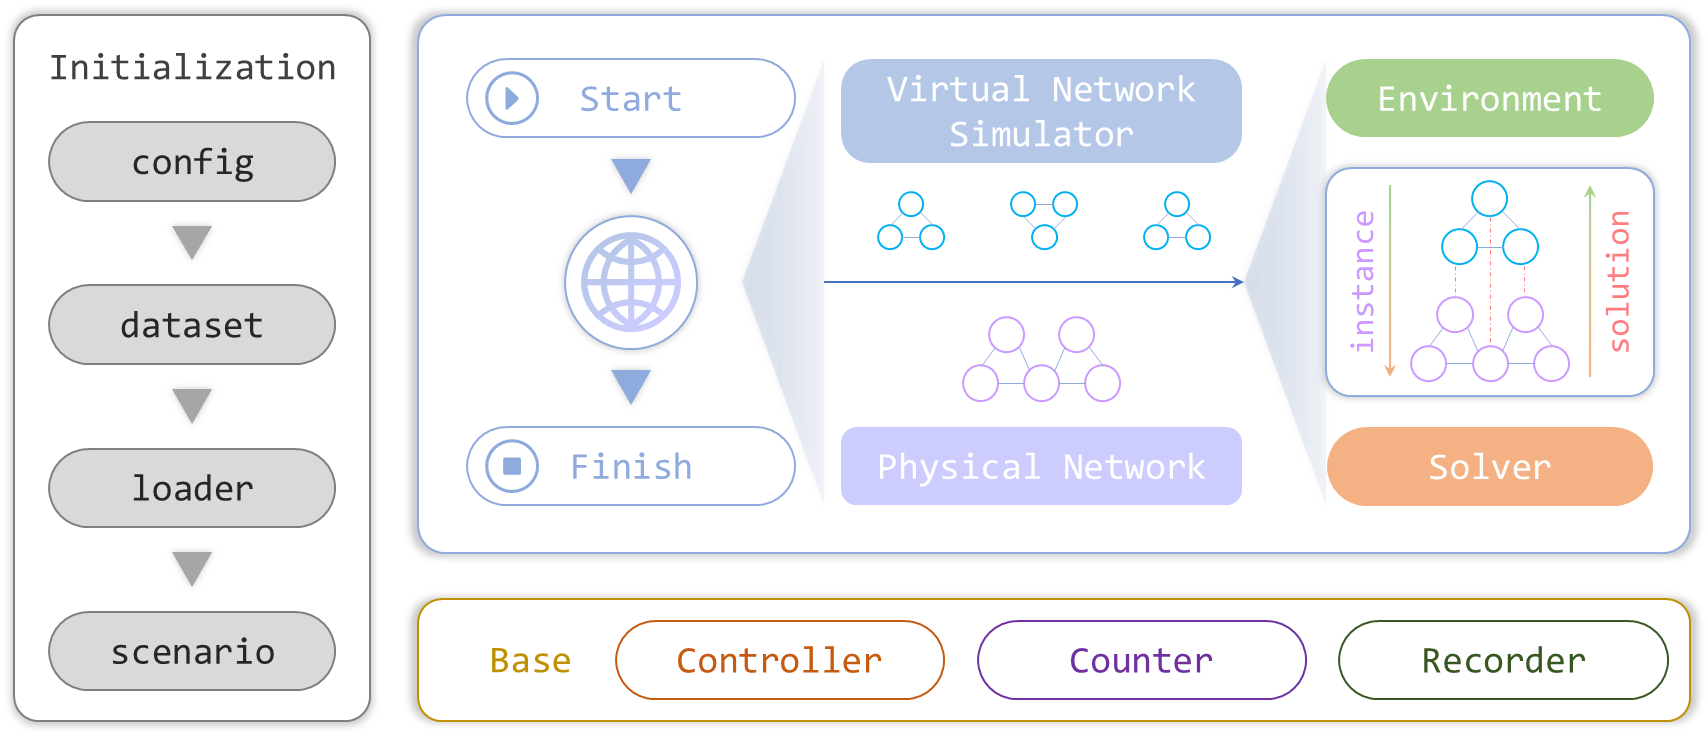 Initialization
config
dataset
loader
scenario
Start
Finish
Virtual Network
Simulator
Physical Network
Environment
instance
solution
Solver
Base
Controller
Counter
Recorder